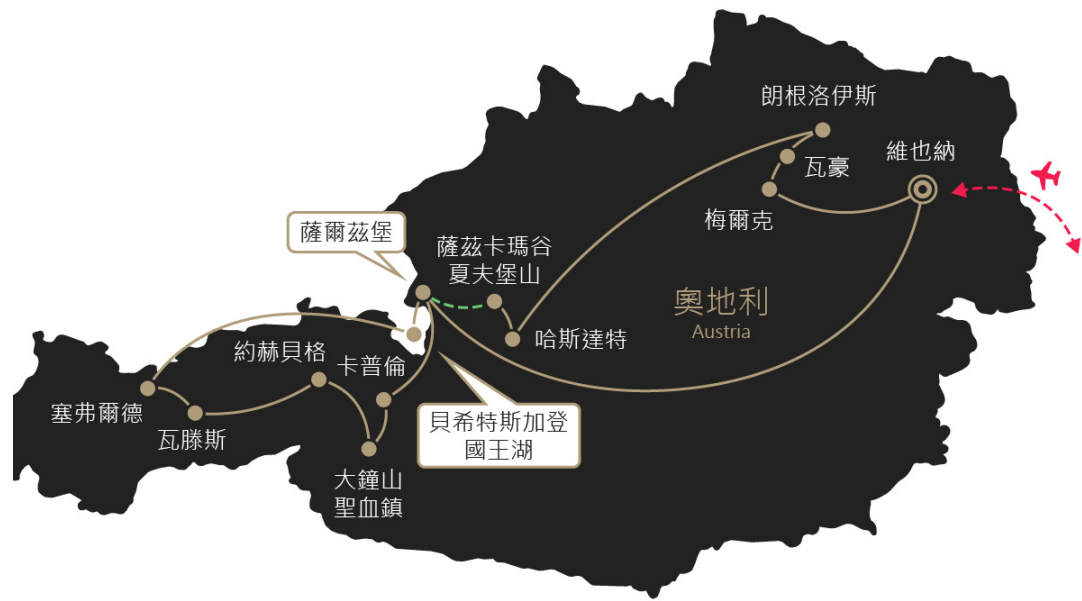 朗根洛伊斯
維也納
瓦豪
梅爾克
薩爾茲堡
薩茲卡瑪谷
夏夫堡山
奧地利
Austria
哈斯達特
約赫貝格
卡普倫
塞弗爾德
瓦滕斯
貝希特斯加登
國王湖
大鐘山
聖血鎮